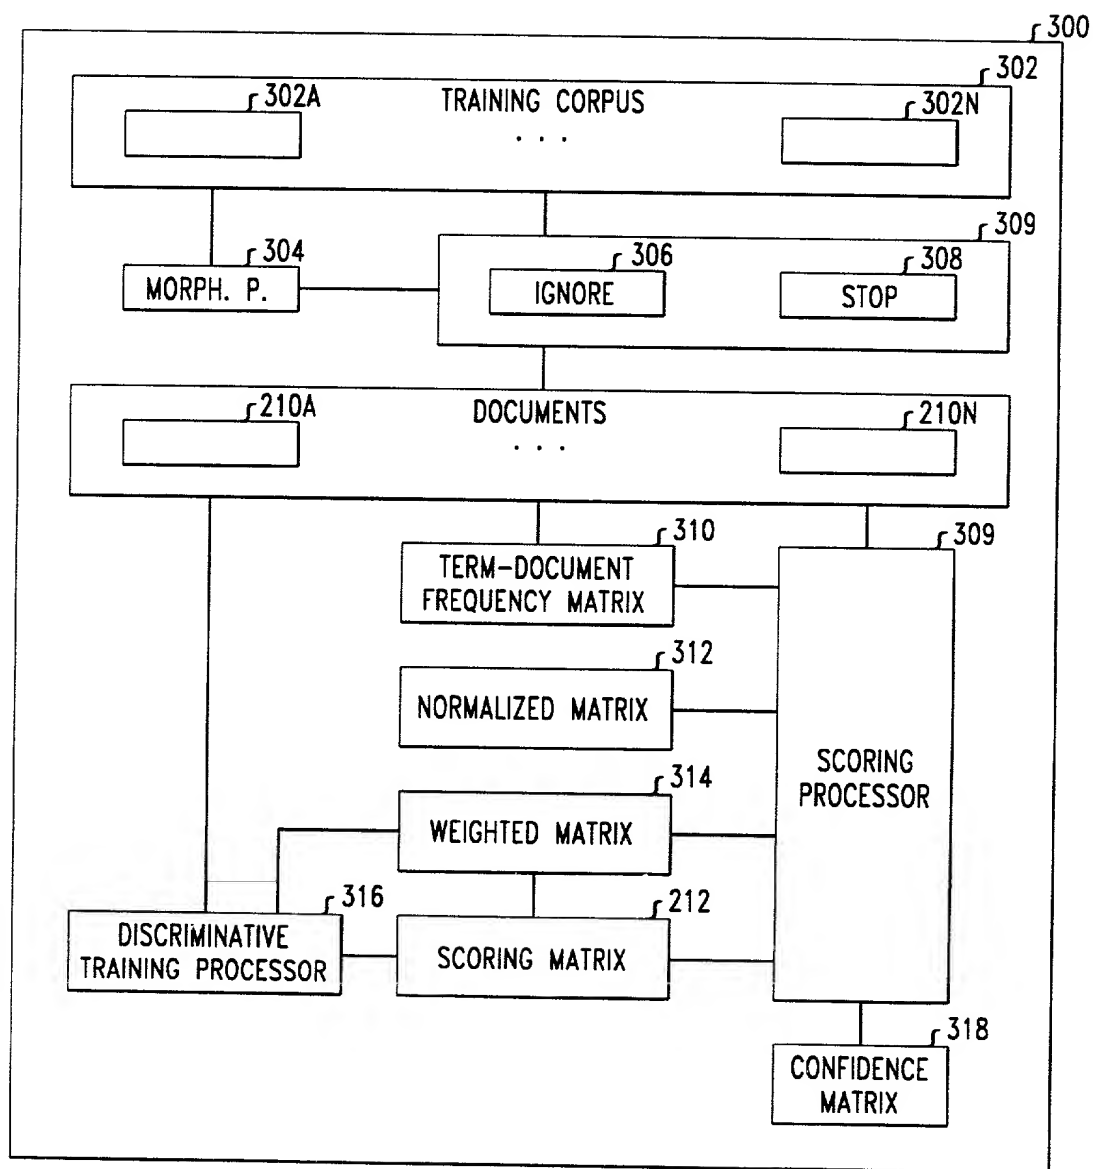 300
302
302A
TRAINING CORPUS
302N
. . .
309
304
306
308
MORPH. P.
IGNORE
STOP
210A
DOCUMENTS
210N
. . .
310
309
TERM-DOCUMENT
FREQUENCY MATRIX
312
NORMALIZED MATRIX
SCORING
PROCESSOR
314
WEIGHTED MATRIX
316
212
DISCRIMINATIVE
TRAINING PROCESSOR
SCORING MATRIX
318
CONFIDENCE
MATRIX